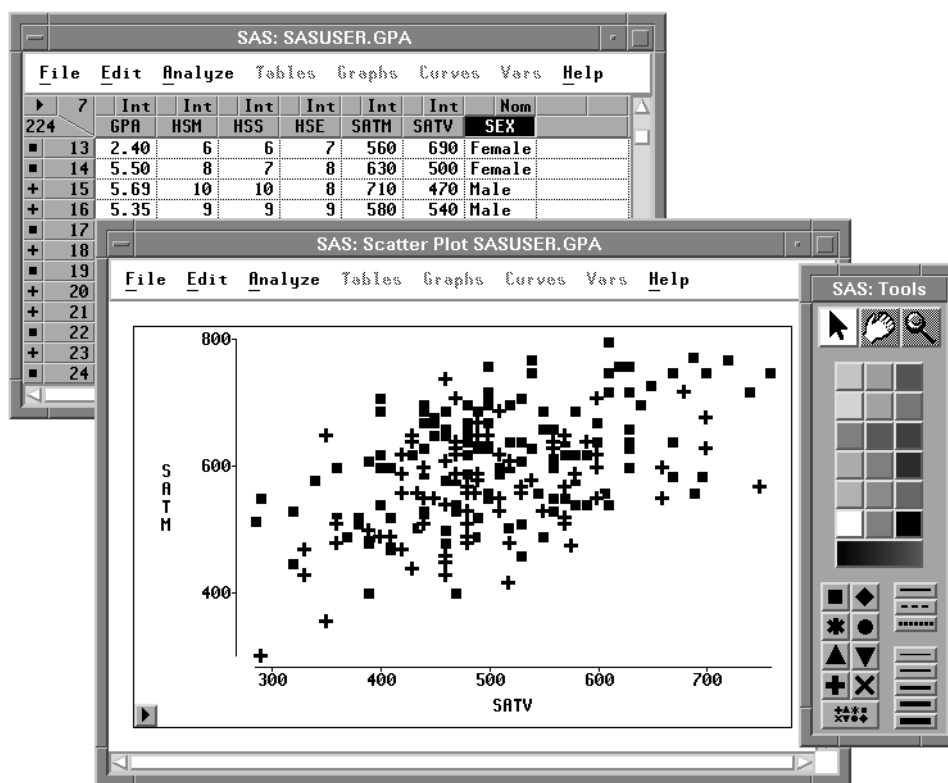 SAS: SASUSER.GPA
File Edit Analyze Tables Graphs Curves Vars Help
7 Int Int Int Int Int Int Nom
224 GPA HSM HSS HSE SATM SATV SEX
13 2.40 6 6 7 560 690 Female
14 5.50 8 7 8 630 500 Female
15 5.69 10 10 8 710 470 Male
16 5.35 9 9 9 580 540 Male
17
18
19
20
21
22
23
24
SAS: Scatter Plot SASUSER.GPA
File Edit Analyze Tables Graphs Curves Vars Help
800
600
400
SATM
300 400 500 600 700
SATV
SAS: Tools